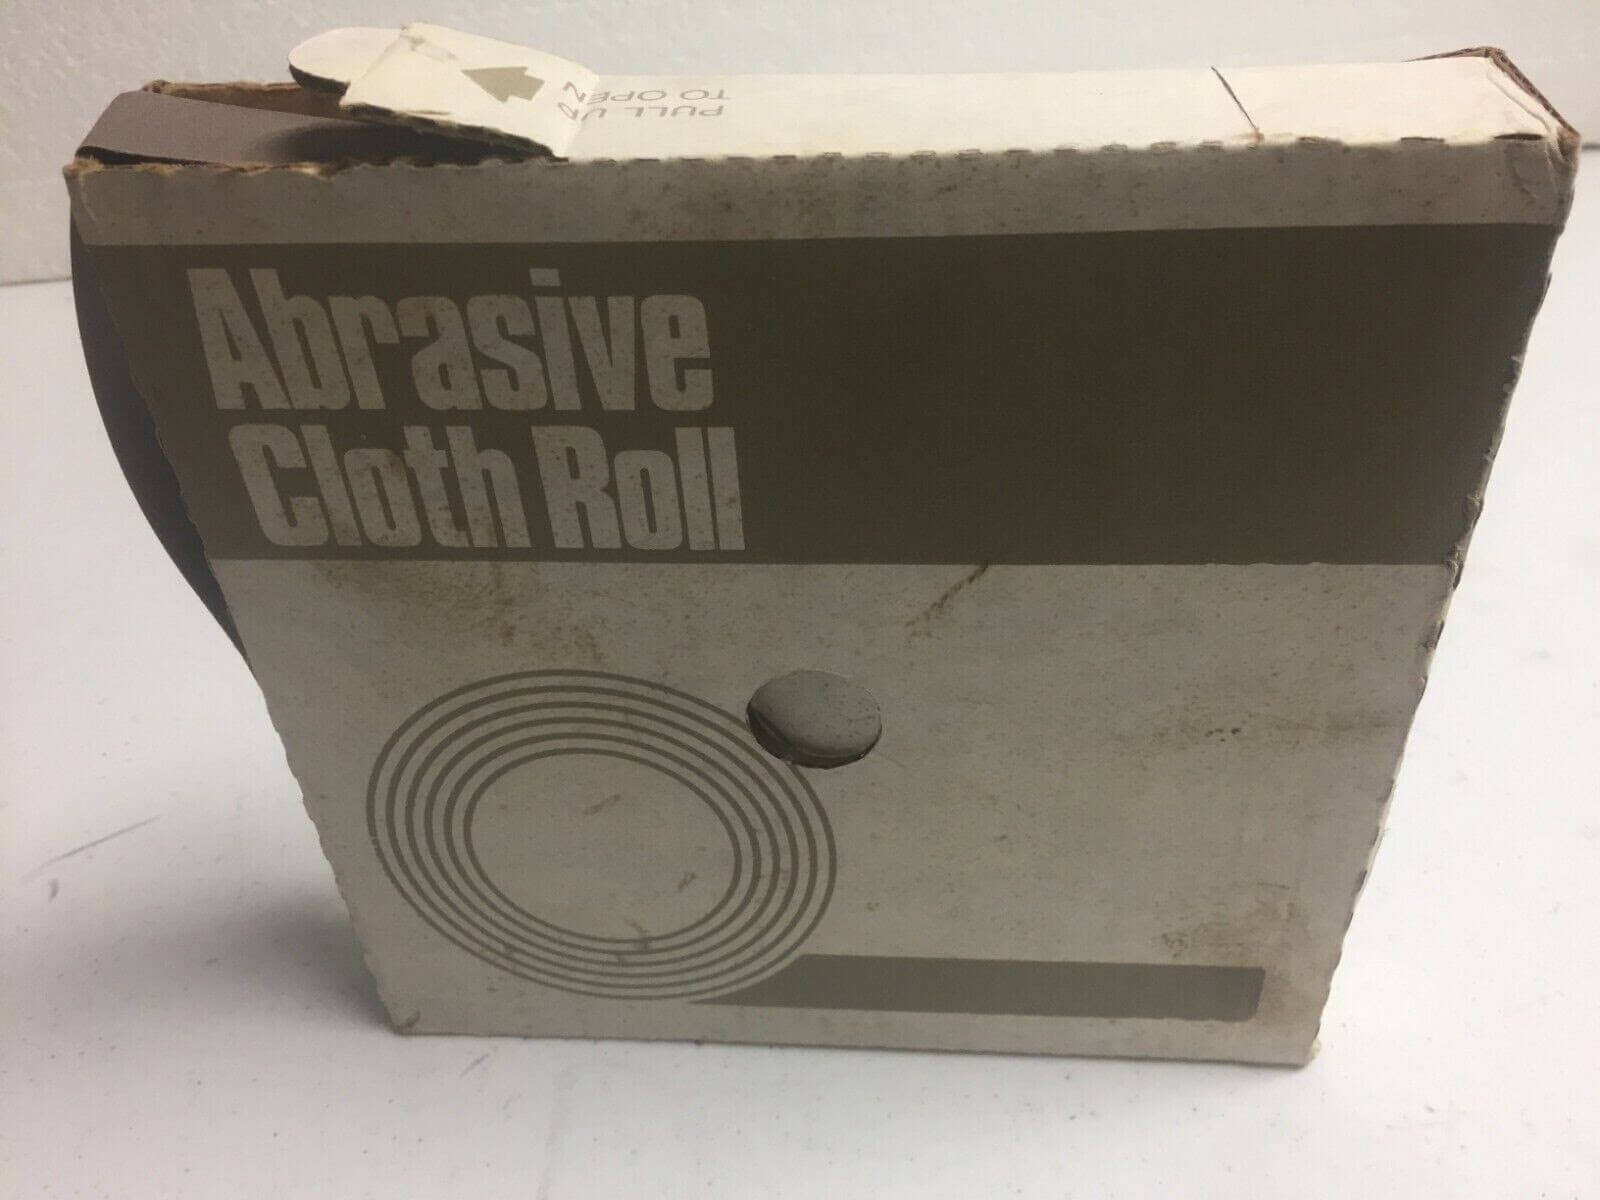 PULL UP
TO OPEN
Abrasive
Cloth Roll